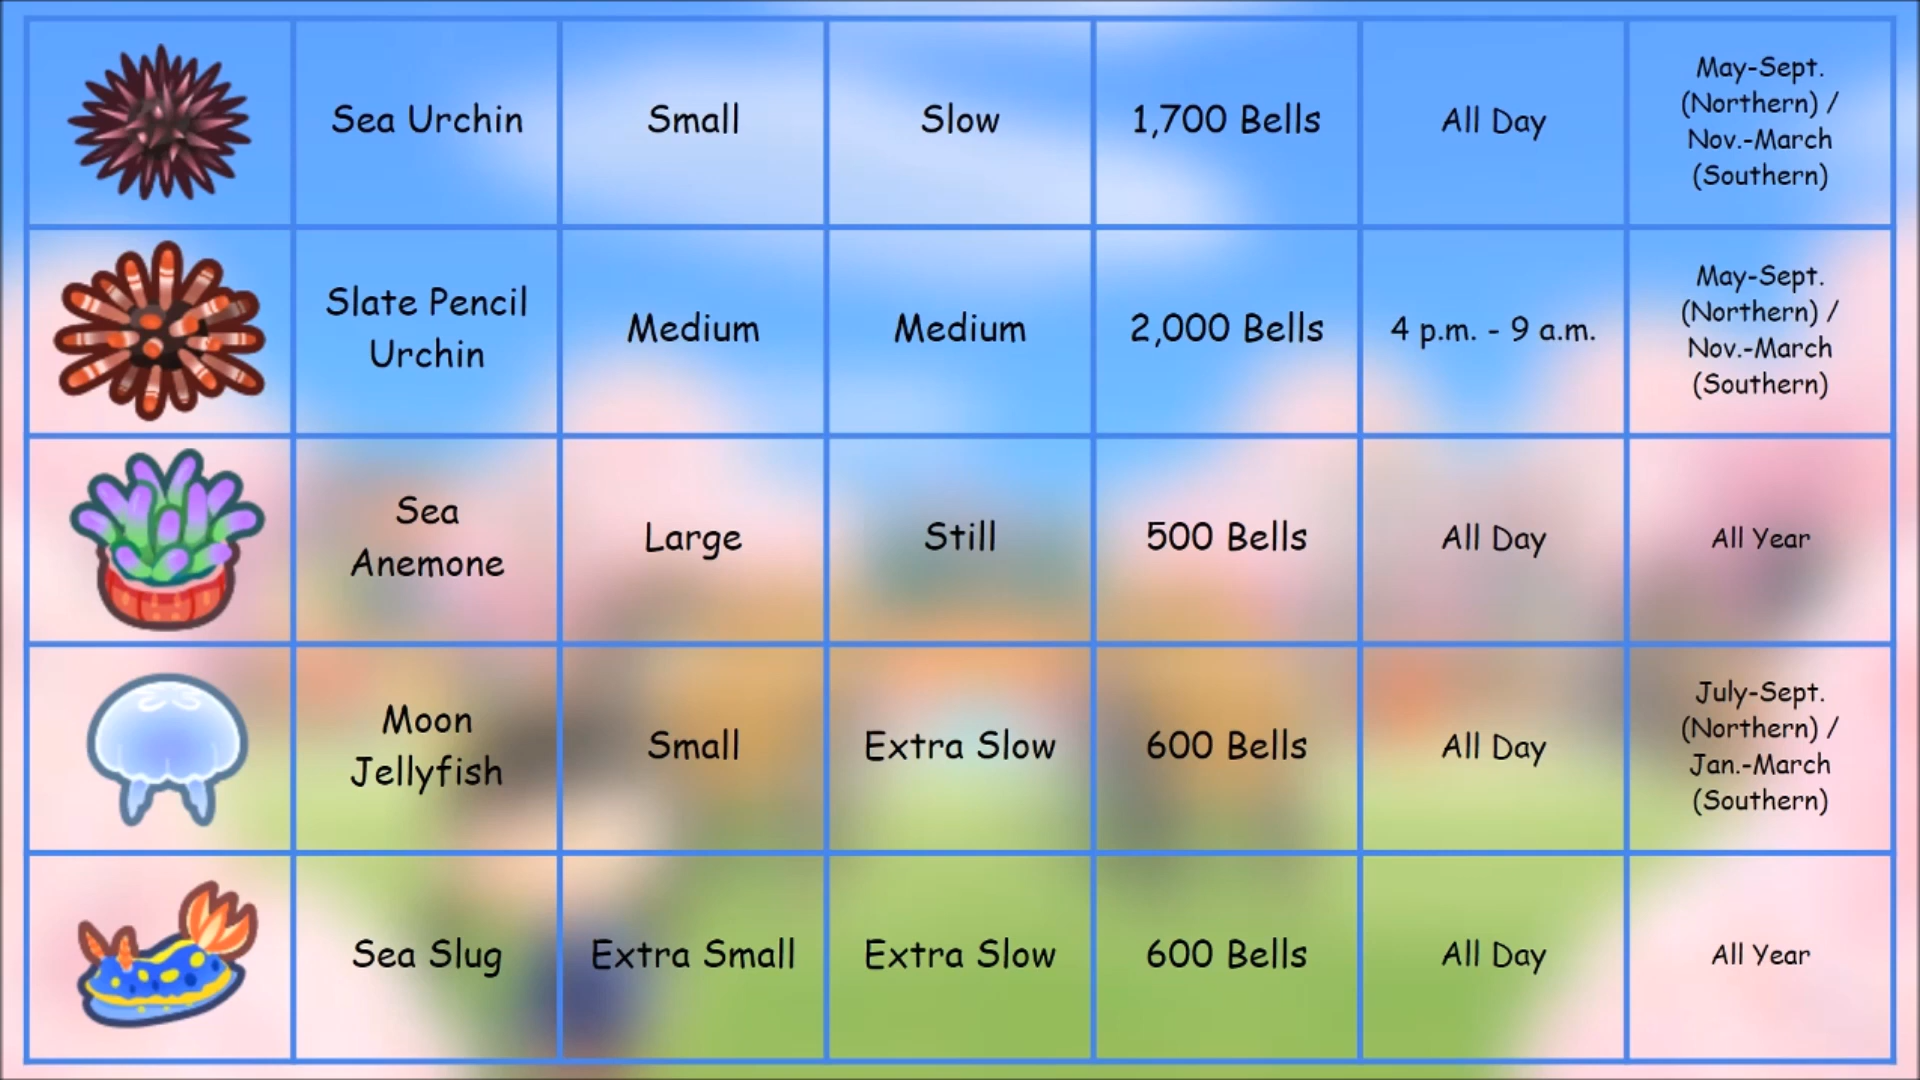 Sea Urchin
Small
Slow
1,700 Bells
All Day
May-Sept.
(Northern) /
Nov.-March
(Southern)
Slate Pencil
Urchin
Medium
Medium
2,000 Bells
4 p.m. - 9 a.m.
May-Sept.
(Northern) /
Nov.-March
(Southern)
Sea
Anemone
Large
Still
500 Bells
All Day
All Year
Moon
Jellyfish
Small
Extra Slow
600 Bells
All Day
July-Sept.
(Northern) /
Jan.-March
(Southern)
Sea Slug
Extra Small
Extra Slow
600 Bells
All Day
All Year